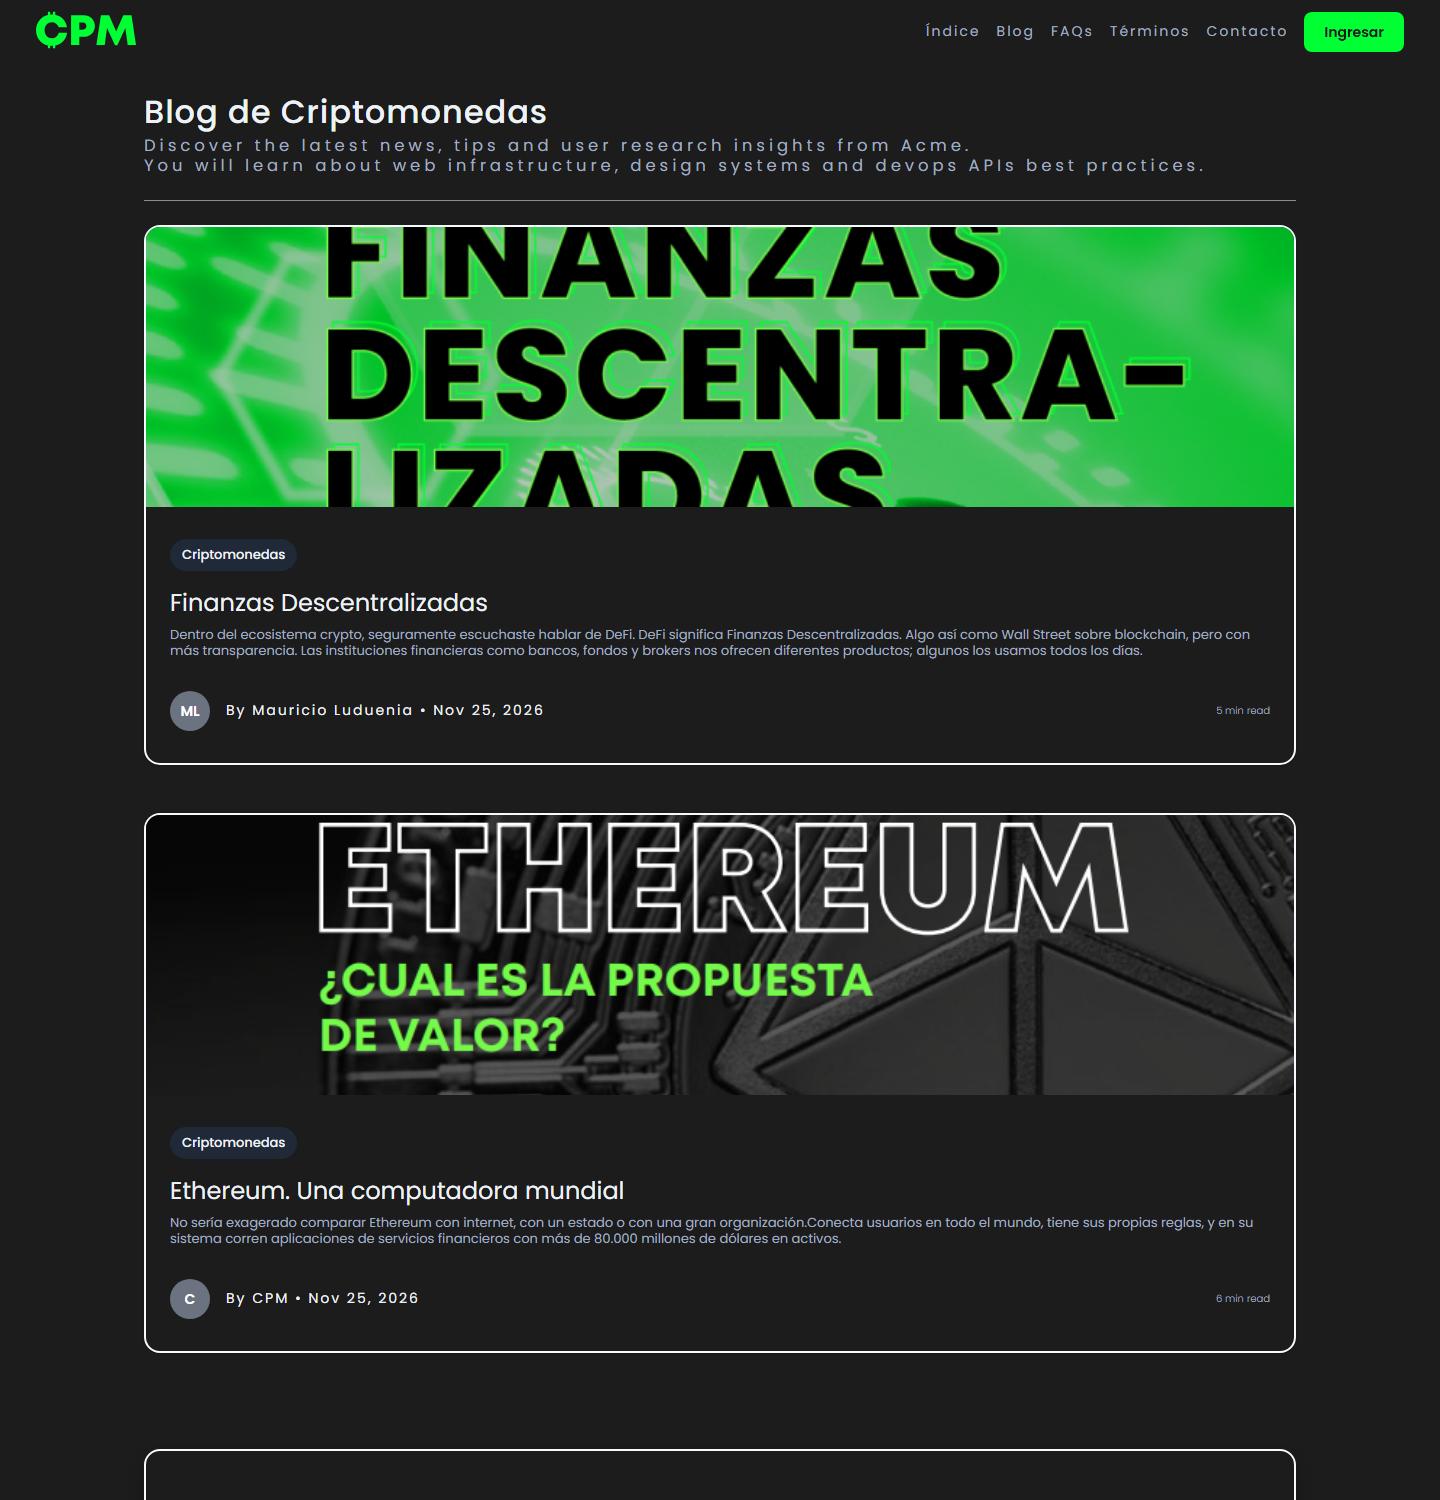 CPM
Índice Blog FAQs Términos Contacto Ingresar
Blog de Criptomonedas
Discover the latest news, tips and user research insights from Acme.
You will learn about web infrastructure, design systems and devops APIs best practices.
FINANZAS
DESCENTRA-
LIZADAS
Criptomonedas
Finanzas Descentralizadas
Dentro del ecosistema crypto, seguramente escuchaste hablar de DeFi. DeFi significa Finanzas Descentralizadas. Algo así como Wall Street sobre blockchain, pero con
más transparencia. Las instituciones financieras como bancos, fondos y brokers nos ofrecen diferentes productos; algunos los usamos todos los días.
ML By Mauricio Luduenia • Nov 25, 2026 5 min read
ETHEREUM
¿CUAL ES LA PROPUESTA
DE VALOR?
Criptomonedas
Ethereum. Una computadora mundial
No sería exagerado comparar Ethereum con internet, con un estado o con una gran organización.Conecta usuarios en todo el mundo, tiene sus propias reglas, y en su
sistema corren aplicaciones de servicios financieros con más de 80.000 millones de dólares en activos.
C By CPM • Nov 25, 2026 6 min read